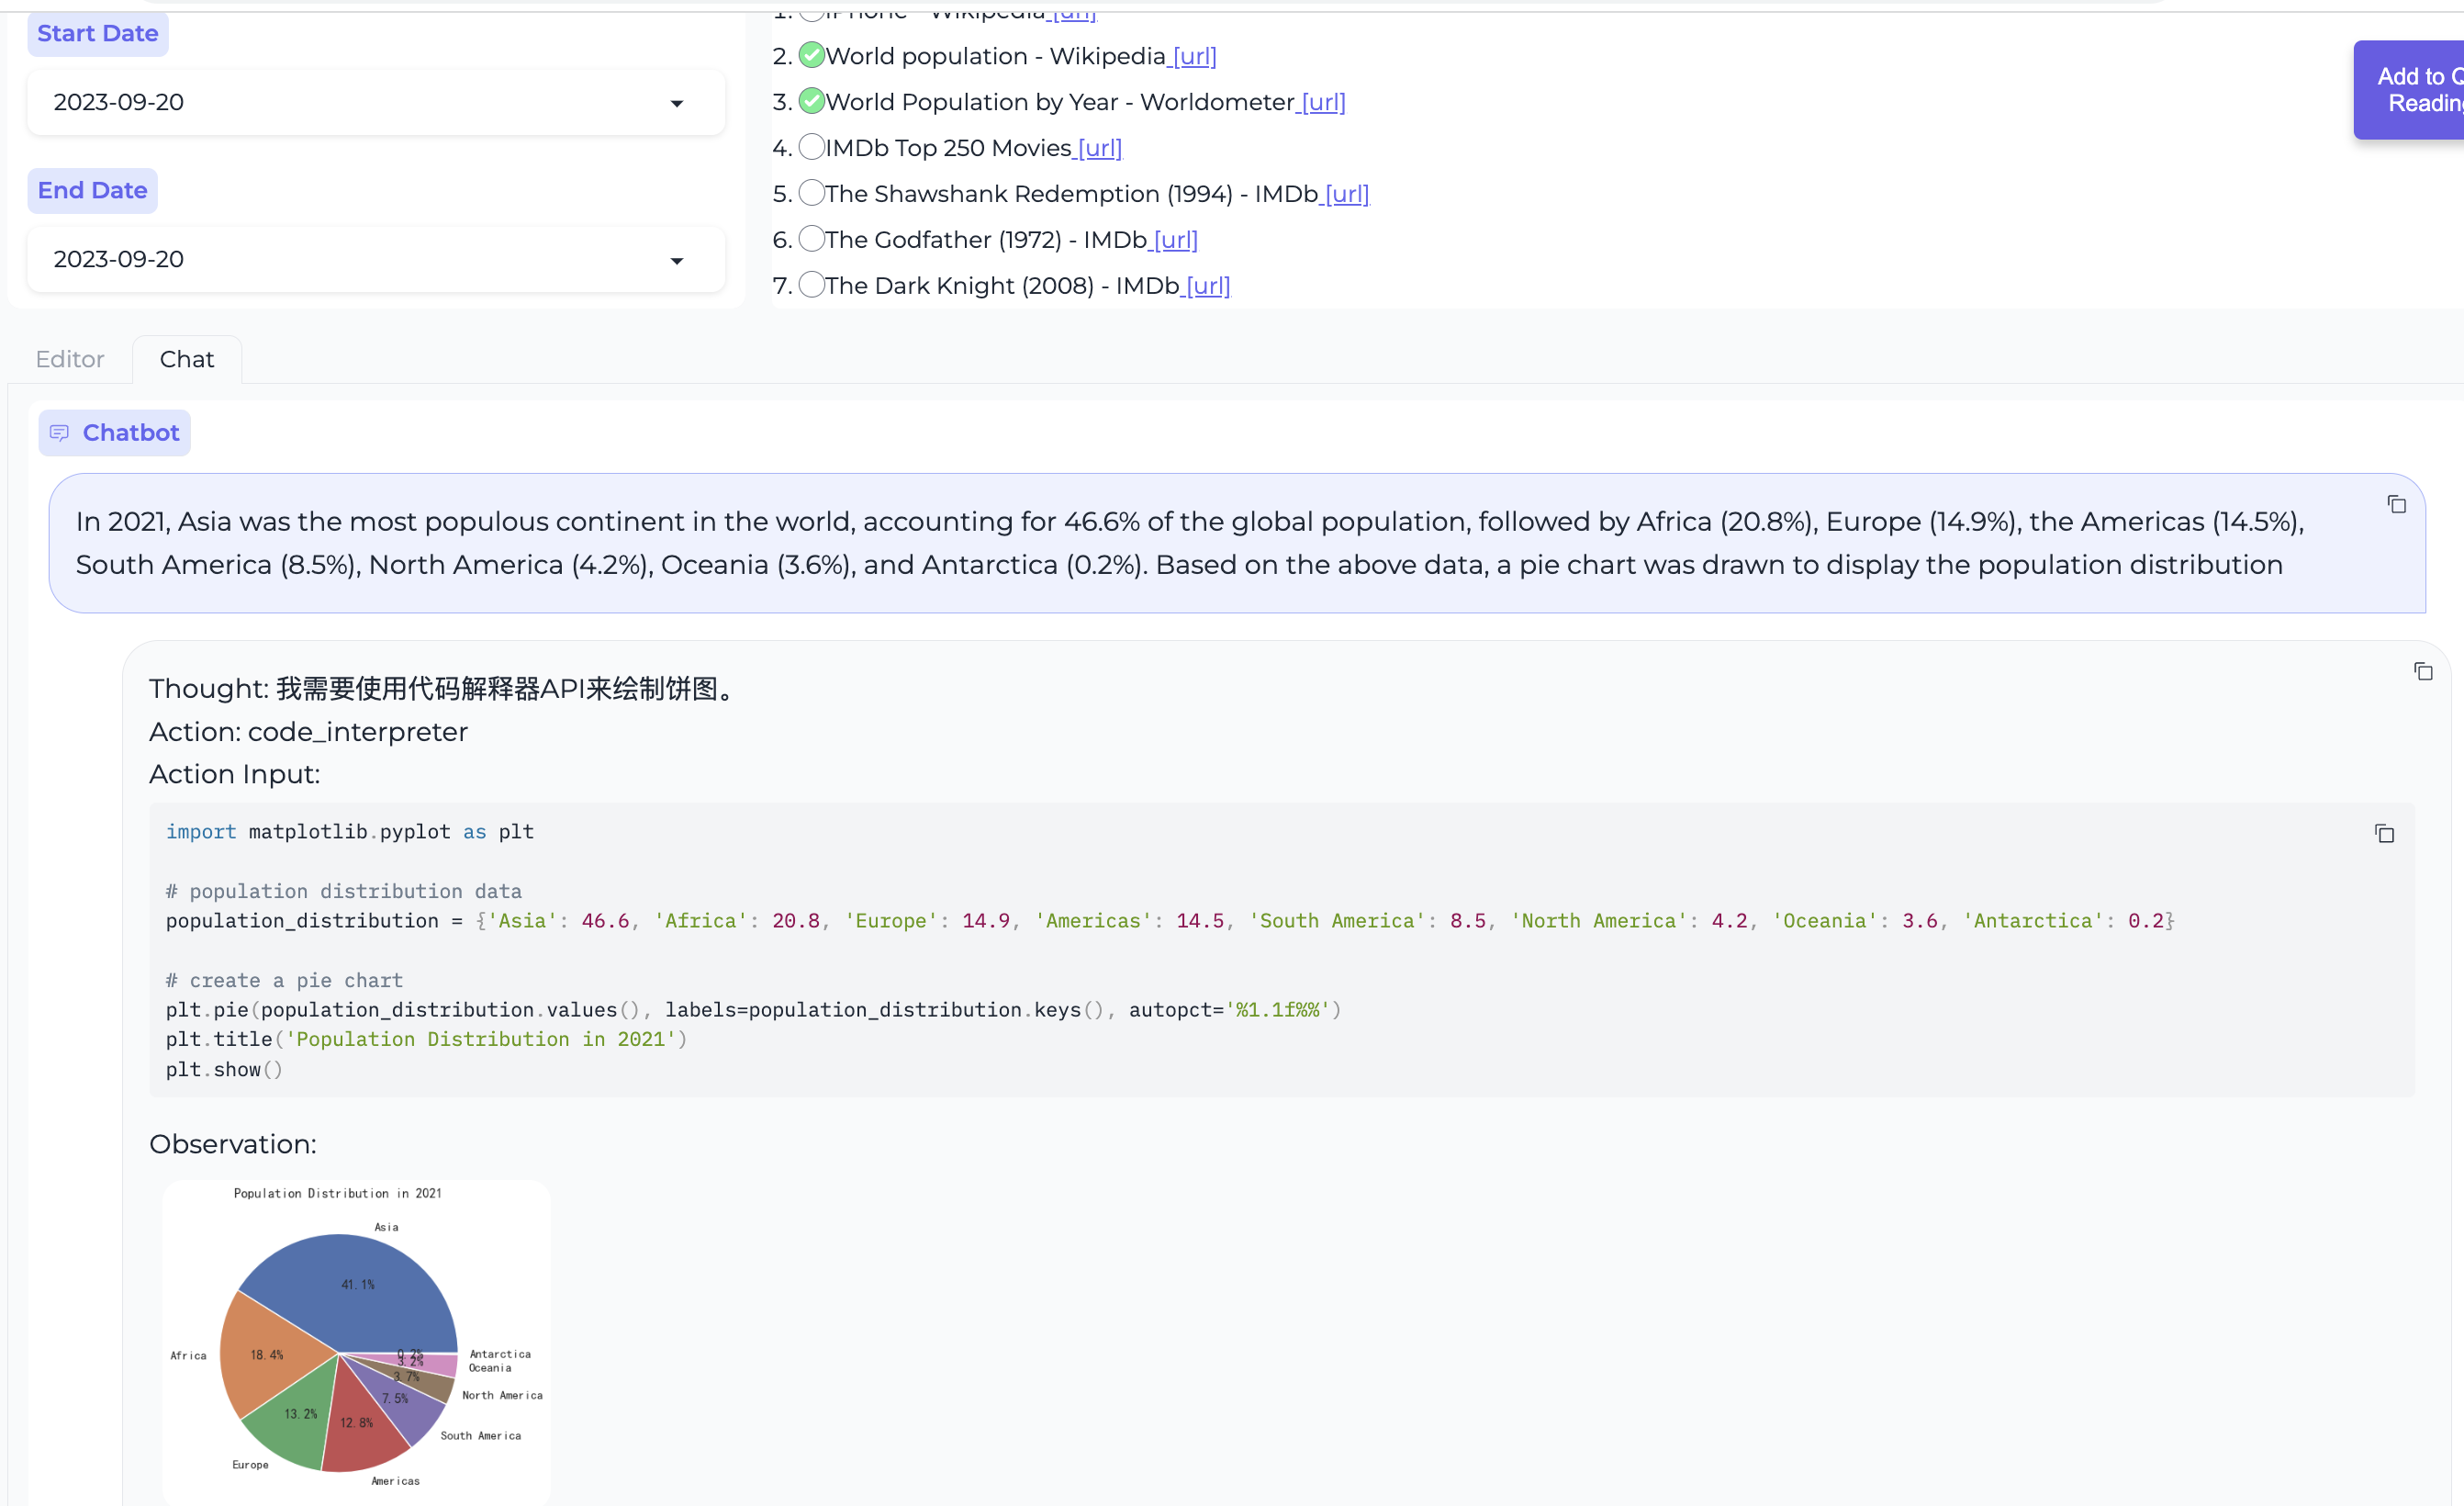 Start Date
2023-09-20
End Date
2023-09-20
1. iPhone - Wikipedia [url]
2. World population - Wikipedia [url]
3. World Population by Year - Worldometer [url]
4. IMDb Top 250 Movies [url]
5. The Shawshank Redemption (1994) - IMDb [url]
6. The Godfather (1972) - IMDb [url]
7. The Dark Knight (2008) - IMDb [url]
Add to
Editor
Chat
Chatbot
In 2021, Asia was the most populous continent in the world, accounting for 46.6% of the global population, followed by Africa (20.8%), Europe (14.9%), the Americas (14.5%),
South America (8.5%), North America (4.2%), Oceania (3.6%), and Antarctica (0.2%). Based on the above data, a pie chart was drawn to display the population distribution
Thought: 我需要使用代码解释器API来绘制饼图。
Action: code_interpreter
Action Input:
import matplotlib.pyplot as plt
# population distribution data
population_distribution = {'Asia': 46.6, 'Africa': 20.8, 'Europe': 14.9, 'Americas': 14.5, 'South America': 8.5, 'North America': 4.2, 'Oceania': 3.6, 'Antarctica': 0.2}
# create a pie chart
plt.pie(population_distribution.values(), labels=population_distribution.keys(), autopct='%1.1f%%')
plt.title('Population Distribution in 2021')
plt.show()
Observation:
Population Distribution in 2021
Asia
41.1%
Africa
18.4%
0.2%
Antarctica
3.2%
Oceania
3.7%
North America
7.5%
13.2%
12.8%
South America
Europe
Americas